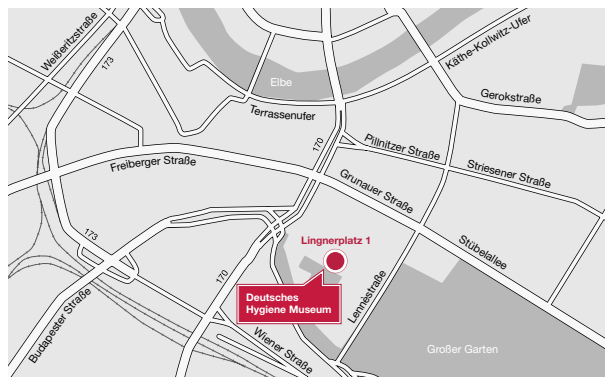 Weißeritzstraße
173
Elbe
Käthe-Kollwitz-Ufer
Gerokstraße
Terrassenufer
170
Pillnitzer Straße
Striesener Straße
Freiberger Straße
Grunauer Straße
Stübelallee
173
Lingnerplatz 1
170
Deutsches
Hygiene Museum
Lennéstraße
Budapester Straße
Wiener Straße
Großer Garten